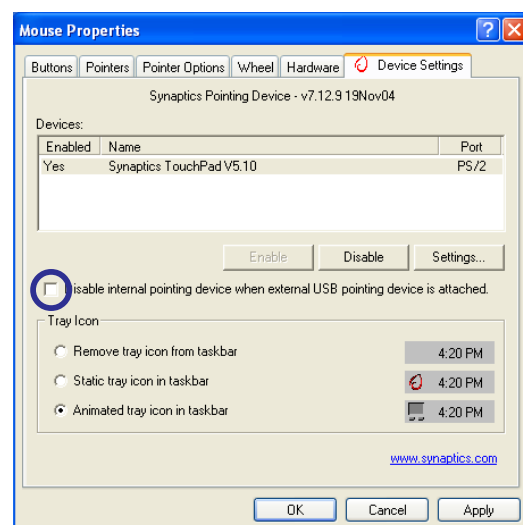 Mouse Properties
Buttons Pointers Pointer Options Wheel Hardware Device Settings
Synaptics Pointing Device - v7.12.9 19Nov04
Devices:
Enabled Name Port
Yes Synaptics TouchPad V5.10 PS/2
Enable Disable Settings...
Disable internal pointing device when external USB pointing device is attached.
Tray Icon
Remove tray icon from taskbar 4:20 PM
Static tray icon in taskbar 4:20 PM
Animated tray icon in taskbar 4:20 PM
www.synaptics.com
OK Cancel Apply